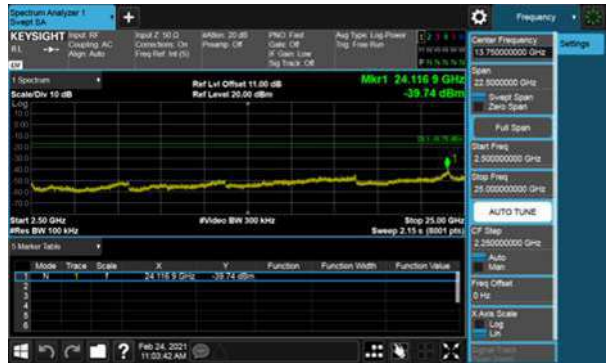 Spectrum Analyzer 1
Swept SA
Frequency
KEYSIGHT Input: RF Input Z: 50 Ω #Atten: 20 dB PNO: Fast Avg Type: Log-Power
RL Coupling: AC Corrections: On Preamp: Off Gate: Off Trig: Free Run
Align: Auto Freq Ref: Int (S) IF Gain: Low
Sig Track: Off
Center Frequency
13.750000000 GHz
Settings
Span
22.5000000 GHz
Swept Span
Zero Span
Full Span
Start Freq
2.500000000 GHz
Stop Freq
25.000000000 GHz
AUTO TUNE
CF Step
2.250000000 GHz
Auto
Man
Freq Offset
0 Hz
X Axis Scale
Log
Lin
1 Spectrum
Scale/Div 10 dB
Ref Lvl Offset 11.00 dB
Ref Level 20.00 dBm
Mkr1 24.116 9 GHz
-39.74 dBm
Log
10.0
0.00
1
Start 2.50 GHz #Video BW 300 kHz Stop 25.00 GHz
#Res BW 100 kHz Sweep 2.15 s (8001 pts)
5 Marker Table
Mode Trace Scale X Y Function Function Width Function Value
1 N 1 f 24.116 9 GHz -39.74 dBm
2
3
4
5
6
Feb 24, 2021
11:03:42 AM